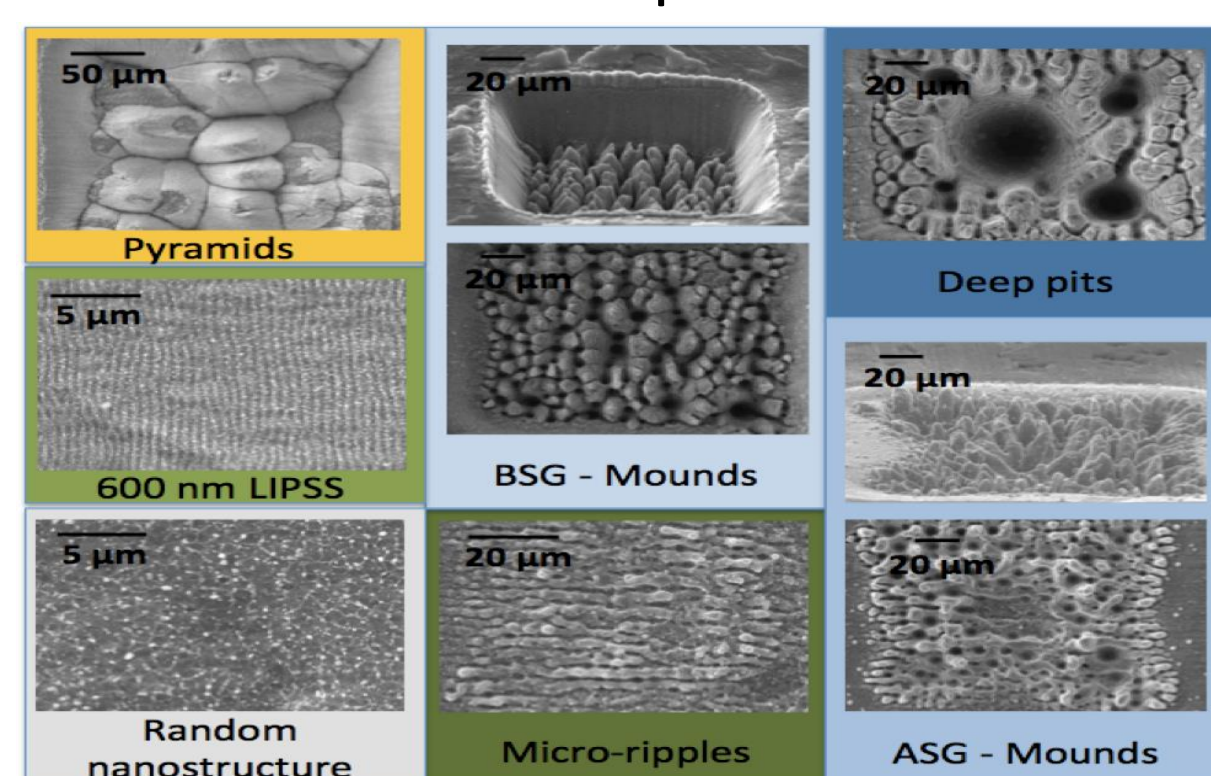 50 μm
Pyramids
5 μm
600 nm LIPSS
5 μm
Random
nanostructure
20 μm
20 μm
BSG - Mounds
20 μm
Micro-ripples
20 μm
Deep pits
20 μm
20 μm
ASG - Mounds